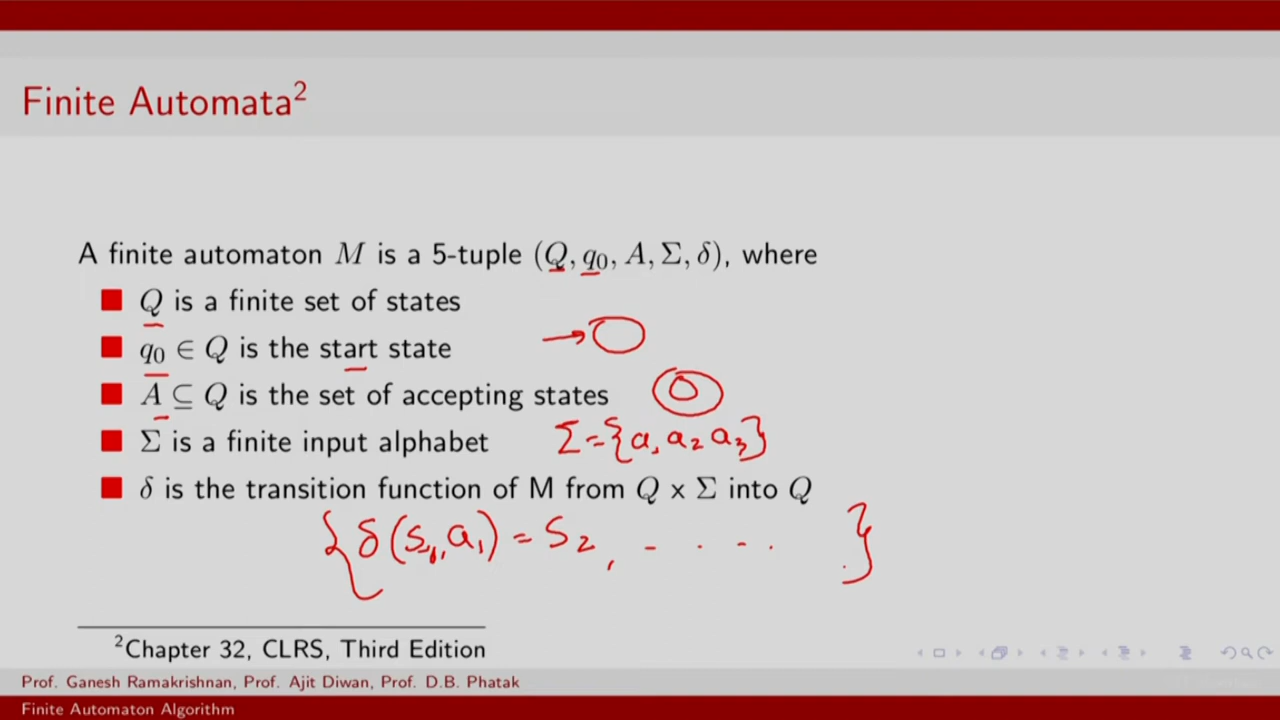 Finite Automata²
A finite automaton M is a 5-tuple (Q, q₀, A, Σ, δ), where
Q is a finite set of states
q₀ ∈ Q is the start state
A ⊆ Q is the set of accepting states
Σ is a finite input alphabet Σ={a₁ a₂ a₃}
δ is the transition function of M from Q x Σ into Q
{δ(S₁,a₁) = S₂, - . . - . }
²Chapter 32, CLRS, Third Edition
Prof. Ganesh Ramakrishnan, Prof. Ajit Diwan, Prof. D.B. Phatak
Finite Automaton Algorithm